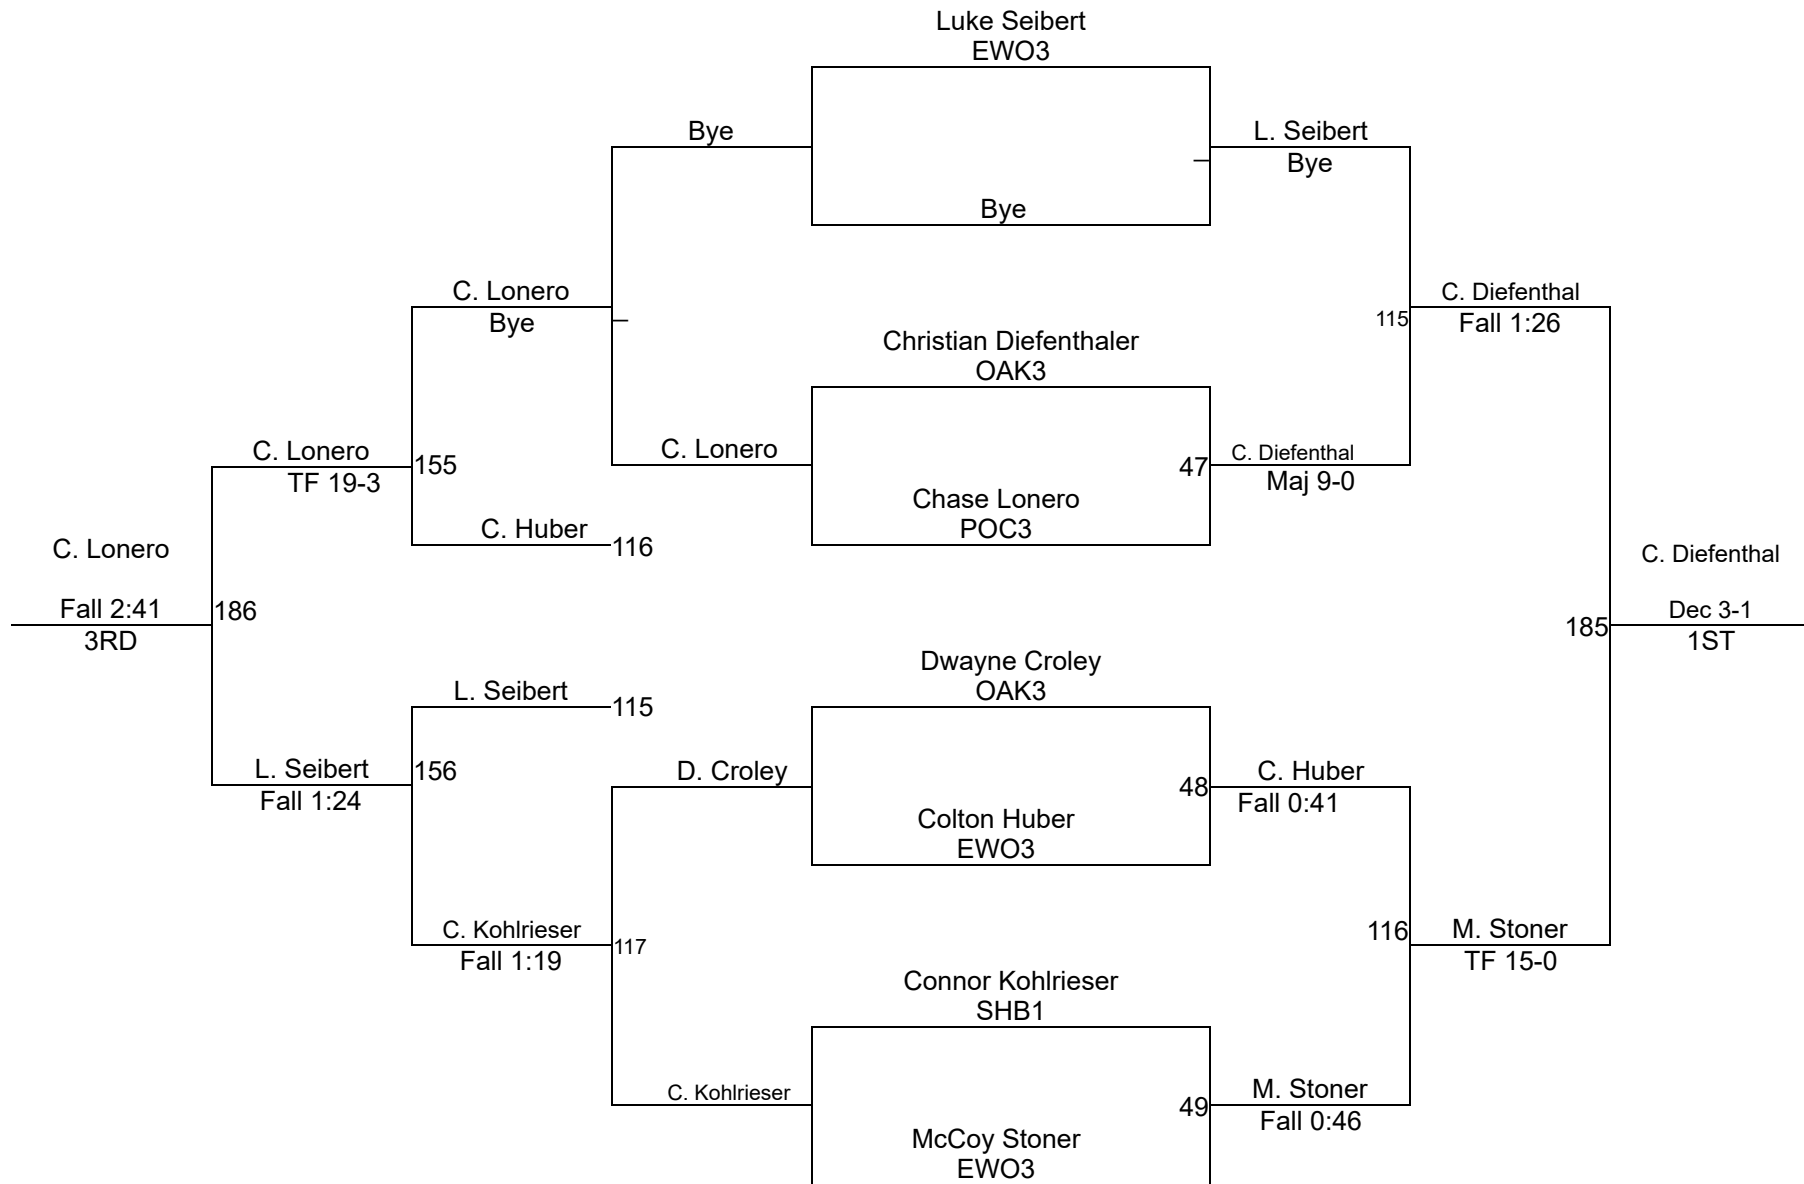 Luke Seibert
EWO3
Bye
L. Seibert
Bye
Bye
C. Lonero
Bye
C. Diefenthal
Fall 1:26
115
Christian Diefenthaler
OAK3
C. Lonero
C. Diefenthal
Maj 9-0
47
C. Lonero
TF 19-3
155
Chase Lonero
POC3
C. Huber
116
C. Lonero
Fall 2:41
3RD
186
C. Diefenthal
Dec 3-1
1ST
185
Dwayne Croley
OAK3
L. Seibert
115
L. Seibert
Fall 1:24
156
D. Croley
48
C. Huber
Fall 0:41
Colton Huber
EWO3
C. Kohlrieser
Fall 1:19
117
116
M. Stoner
TF 15-0
Connor Kohlrieser
SHB1
C. Kohlrieser
49
M. Stoner
Fall 0:46
McCoy Stoner
EWO3